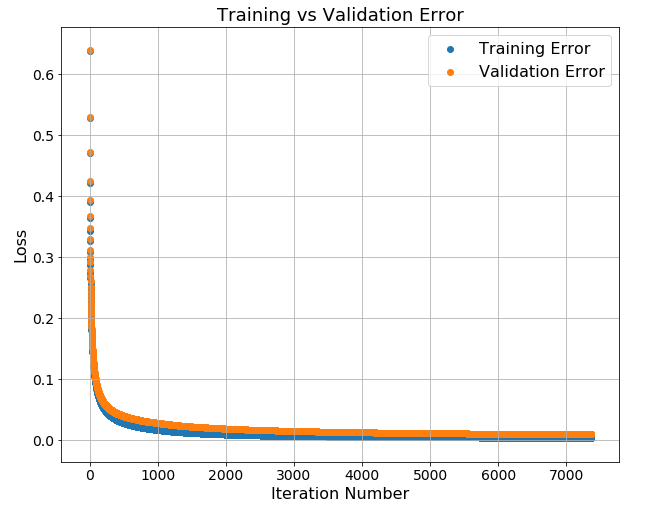 Training vs Validation Error
Training Error
Validation Error
Loss
0.6
0.5
0.4
0.3
0.2
0.1
0.0
0 1000 2000 3000 4000 5000 6000 7000
Iteration Number